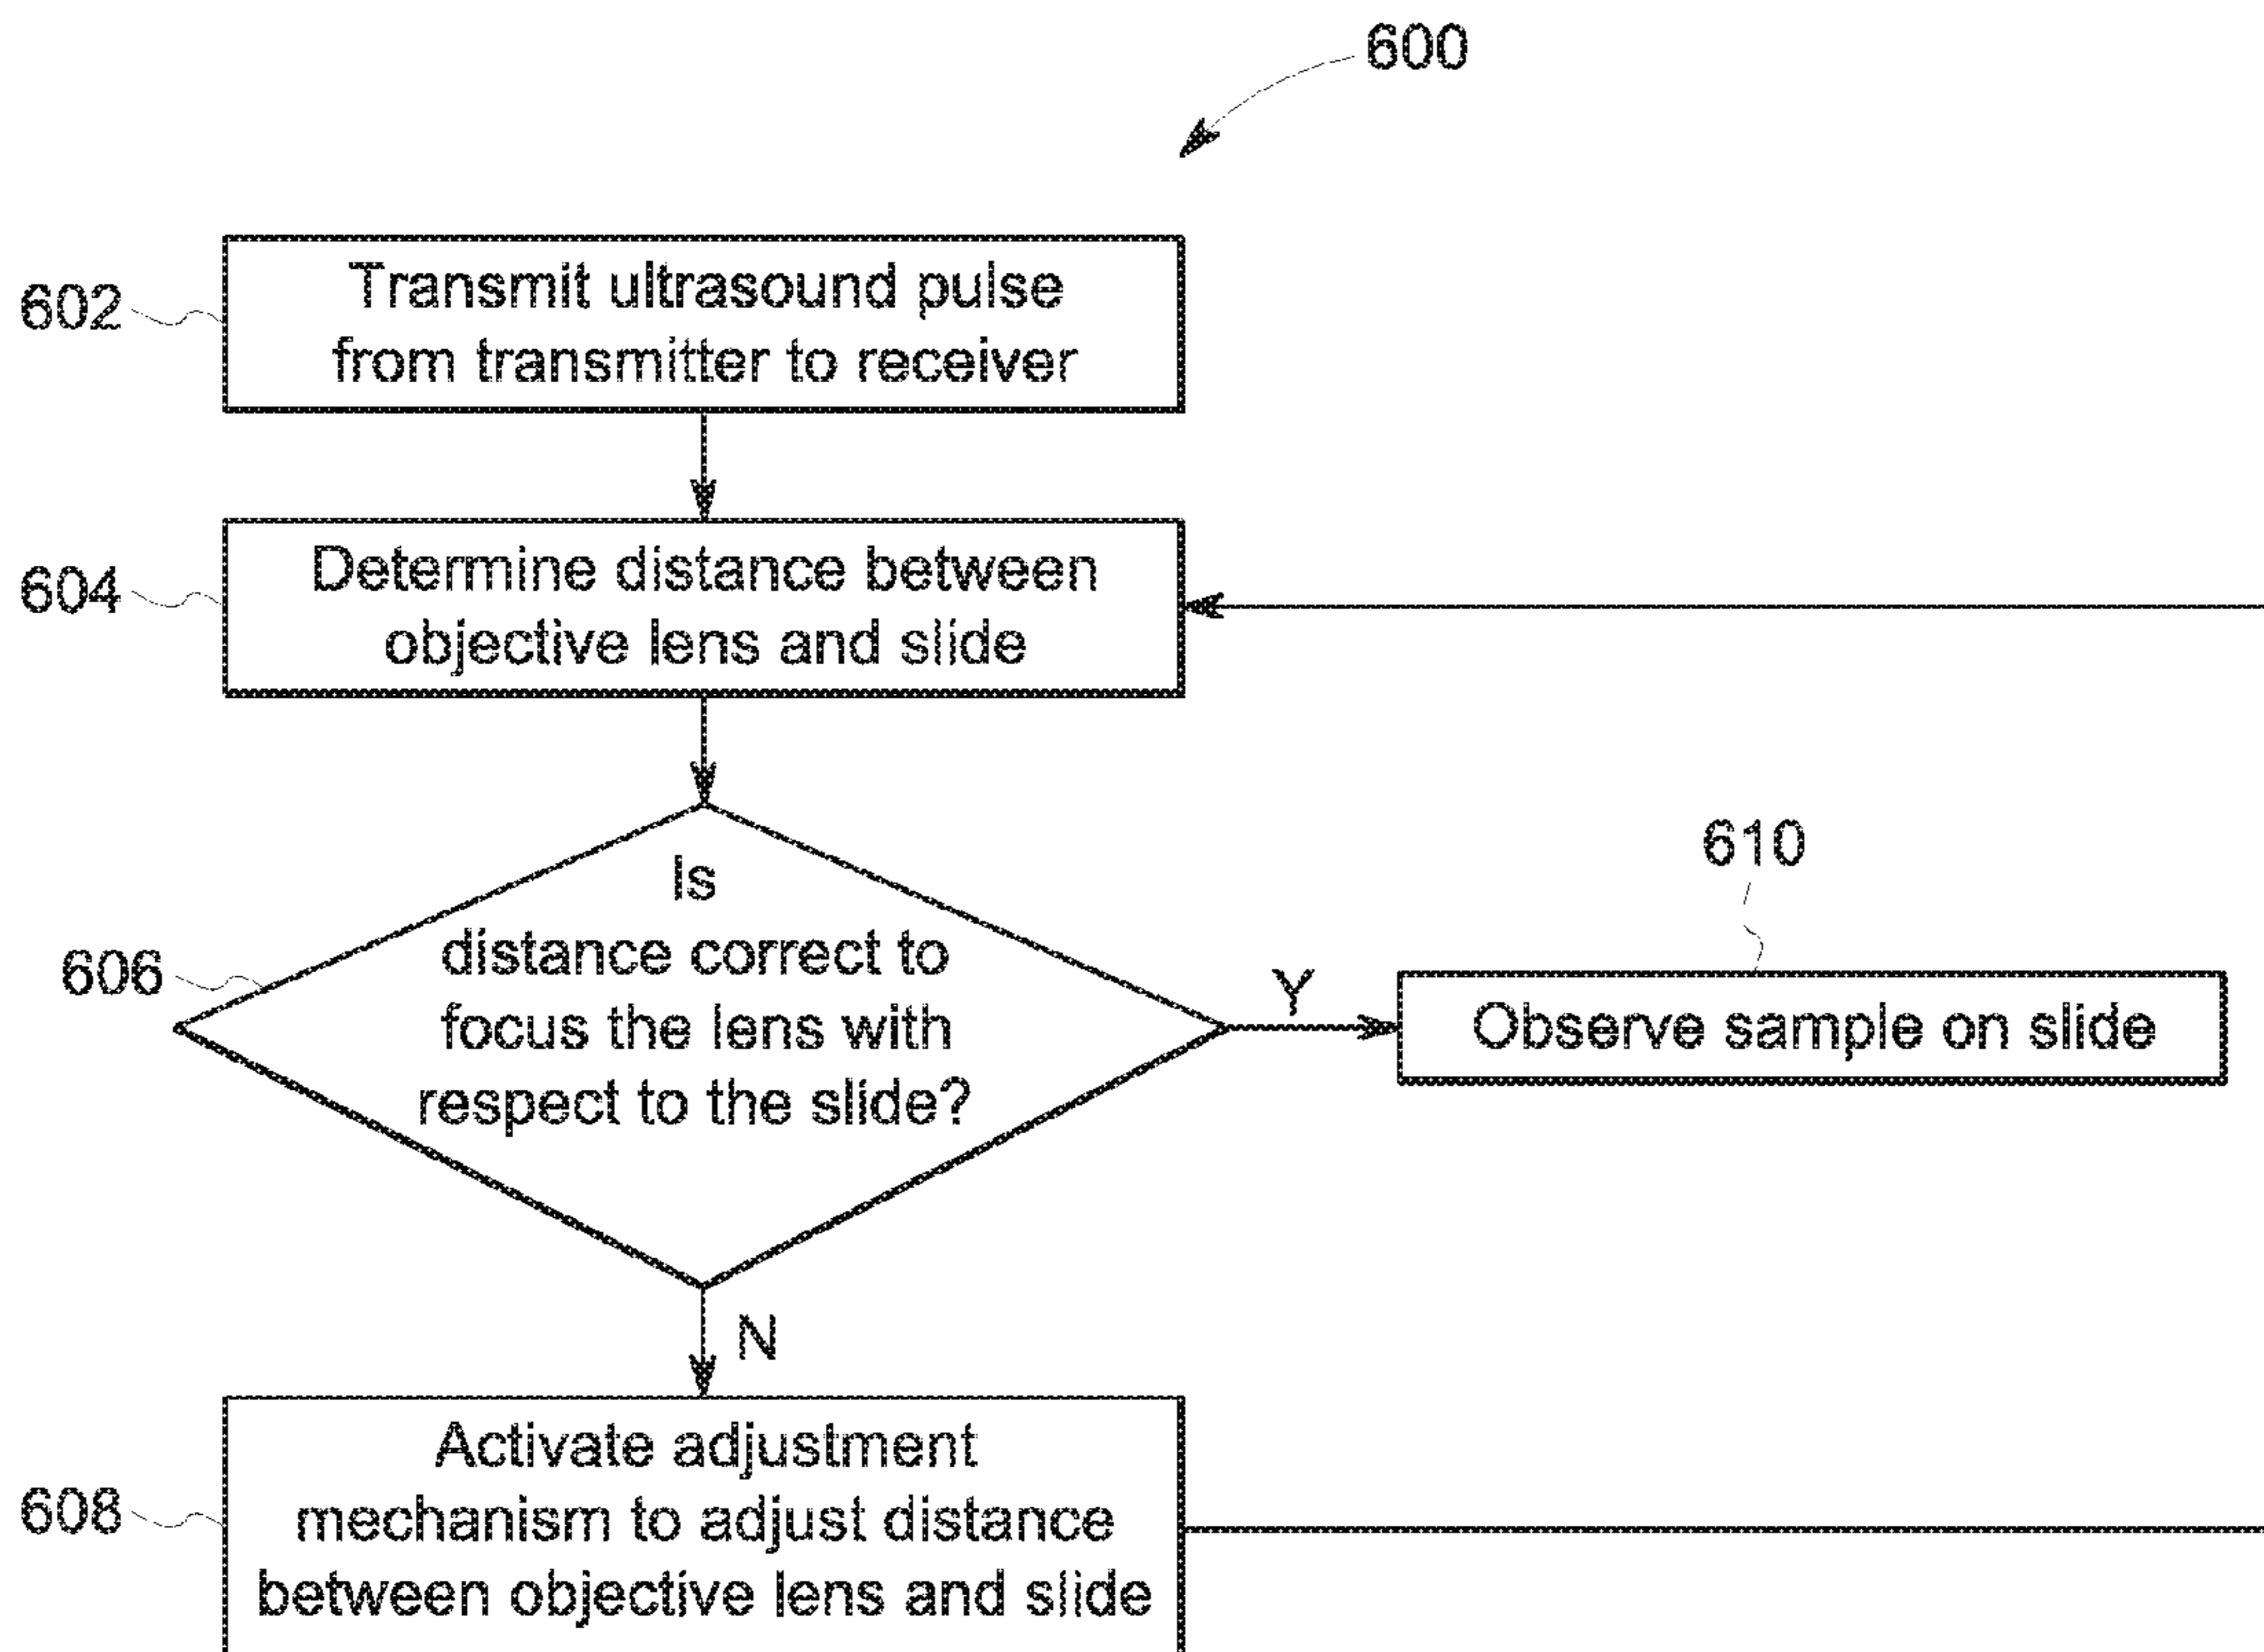 600
602
Transmit ultrasound pulse
from transmitter to receiver
604
Determine distance between
objective lens and slide
606
Is
distance correct to
focus the lens with
respect to the slide?
Y
610
Observe sample on slide
N
608
Activate adjustment
mechanism to adjust distance
between objective lens and slide